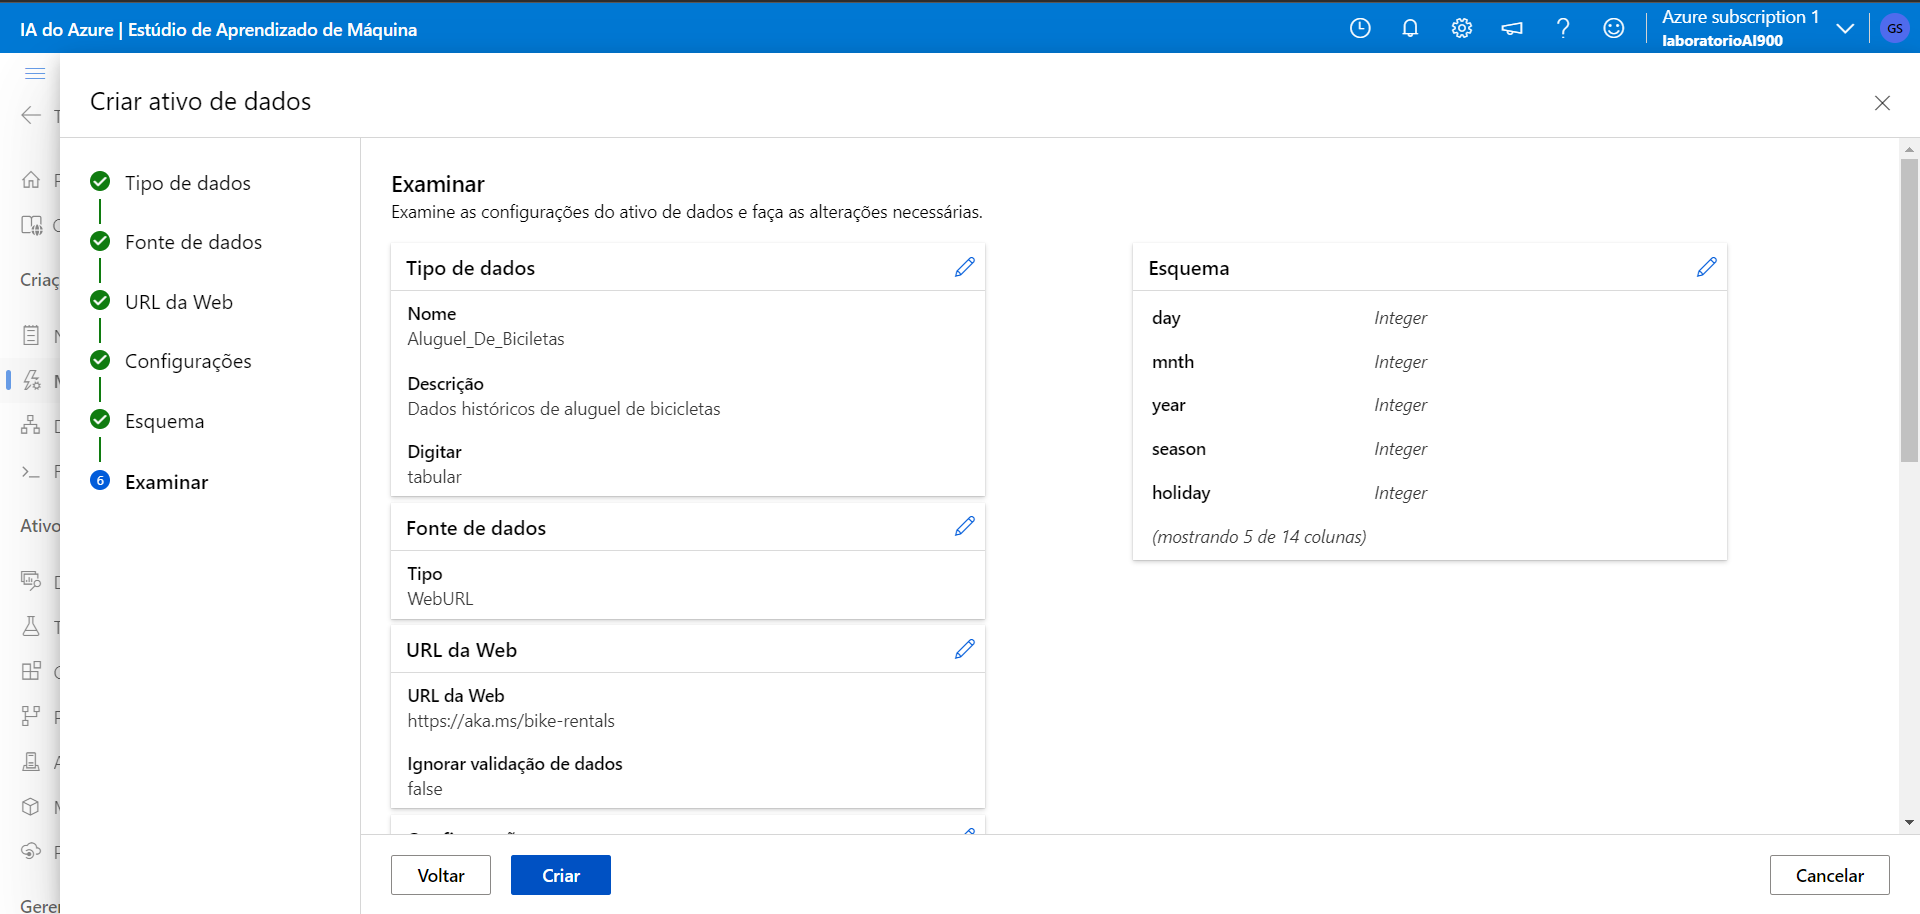 IA do Azure | Estúdio de Aprendizado de Máquina
Azure subscription 1
laboratorioAI900
GS
Criar ativo de dados
Tipo de dados
Fonte de dados
URL da Web
Configurações
Esquema
6 Examinar
Examinar
Examine as configurações do ativo de dados e faça as alterações necessárias.
Tipo de dados
Nome
Aluguel_De_Biciletas
Descrição
Dados históricos de aluguel de bicicletas
Digitar
tabular
Fonte de dados
Tipo
WebURL
URL da Web
URL da Web
https://aka.ms/bike-rentals
Ignorar validação de dados
false
Esquema
day Integer
mnth Integer
year Integer
season Integer
holiday Integer
(mostrando 5 de 14 colunas)
Voltar
Criar
Cancelar